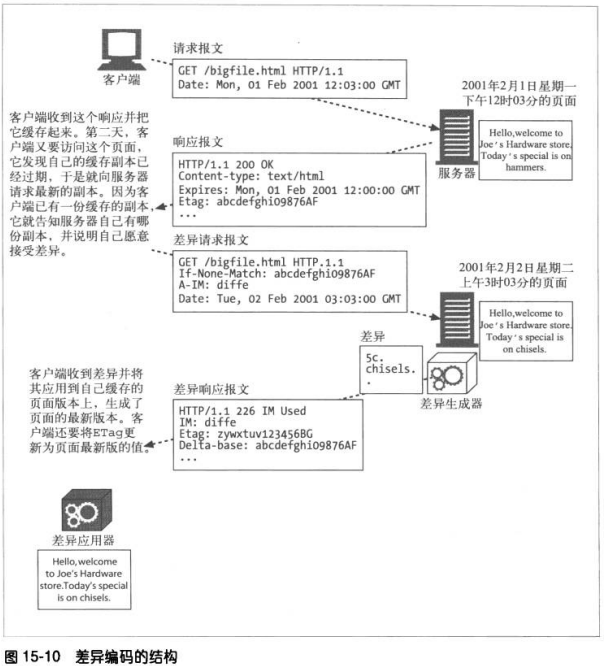 请求报文
GET /bigfile.html HTTP/1.1
Date: Mon, 01 Feb 2001 12:03:00 GMT
客户端
2001年2月1日星期一
下午12时03分的页面
Hello,welcome to
Joe's Hardware store.
Today's special is on
hammers.
服务器
客户端收到这个响应并把
它缓存起来。第二天，客
户端又要访问这个页面，
它发现自己的缓存副本已
经过期，于是就向服务器
请求最新的副本。因为客
户端已有一份缓存的副本，
它就告知服务器自己有哪
份副本，并说明自己愿意
接受差异。
响应报文
HTTP/1.1 200 OK
Content-type: text/html
Expires: Mon, 01 Feb 2001 12:00:00 GMT
Etag: abcdefghi09876AF
...
差异请求报文
GET /bigfile.html HTTP.1.1
If-None-Match: abcdefghi09876AF
A-IM: diffe
Date: Tue, 02 Feb 2001 03:03:00 GMT
2001年2月2日星期二
上午3时03分的页面
Hello,welcome to
Joe's Hardware store.
Today's special is
on chisels.
差异
5c.
chisels.
.
差异生成器
客户端收到差异并将
其应用到自己缓存的
页面版本上，生成了
页面的最新版本。客
户端还要将ETag更
新为页面最新版的值。
差异响应报文
HTTP/1.1 226 IM Used
IM: diffe
Etag: zywxtuv123456BG
Delta-base: abcdefghi09876AF
...
差异应用器
Hello,welcome
to Joe's Hardware
store.Today's special
is on chisels.
图 15-10 差异编码的结构